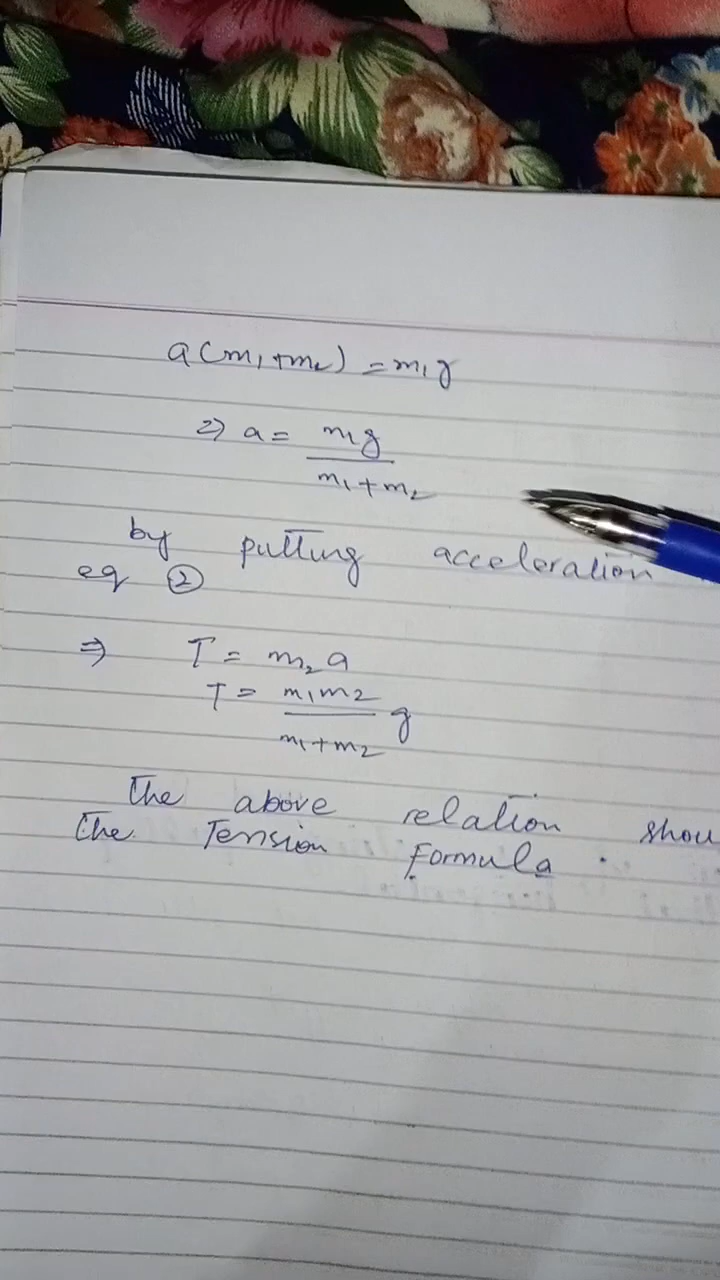 a(m₁+m₂) = m₁g
⇒ a = m₁g / m₁+m₂
by putting acceleration
eq ②
⇒ T = m₂a
T = m₁m₂ / m₁+m₂ g
The above relation show
The Tension Formula.